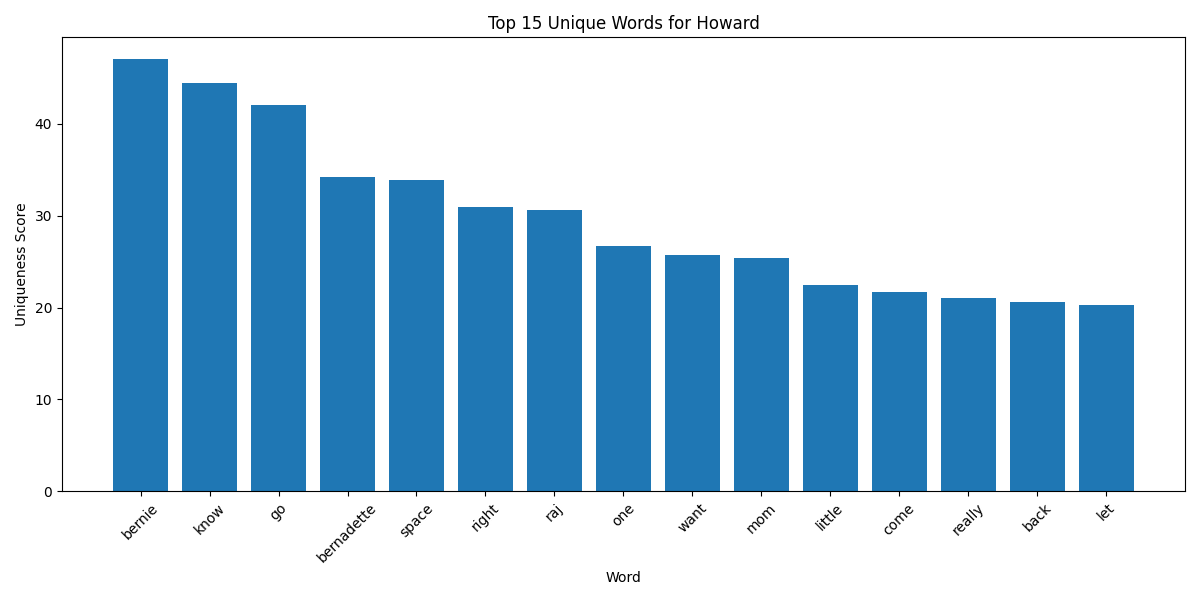 Top 15 Unique Words for Howard
Uniqueness Score
40
30
20
10
0
bernie
know
go
bernadette
space
right
raj
one
want
mom
little
come
really
back
let
Word